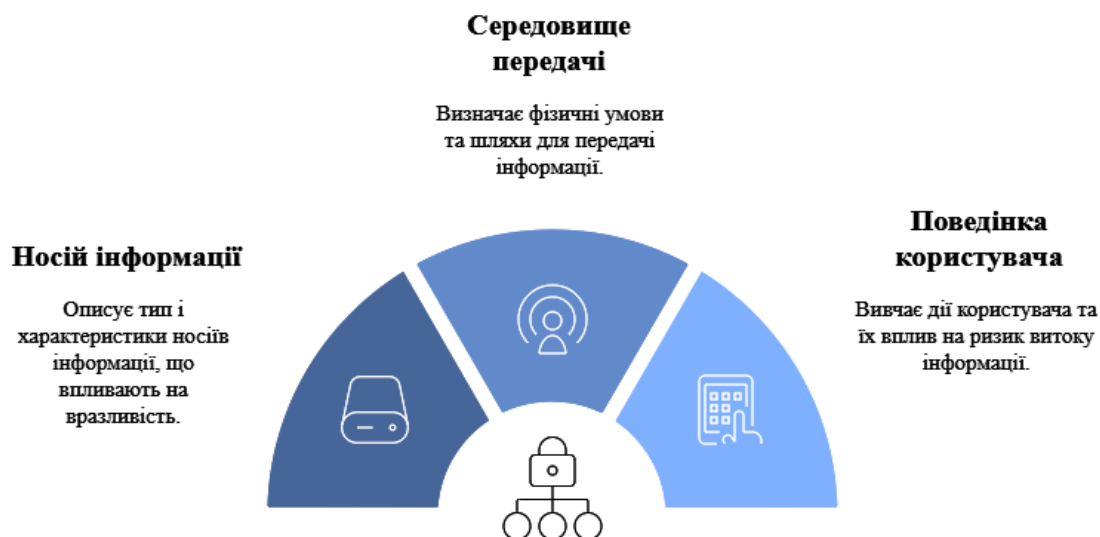 Середовище
передачі
Визначає фізичні умови
та шляхи для передачі
інформації.
Носій інформації
Описує тип і
характеристики носіїв
інформації, що
впливають на
вразливість.
Поведінка
користувача
Вивчає дії користувача та
їх вплив на ризик витоку
інформації.